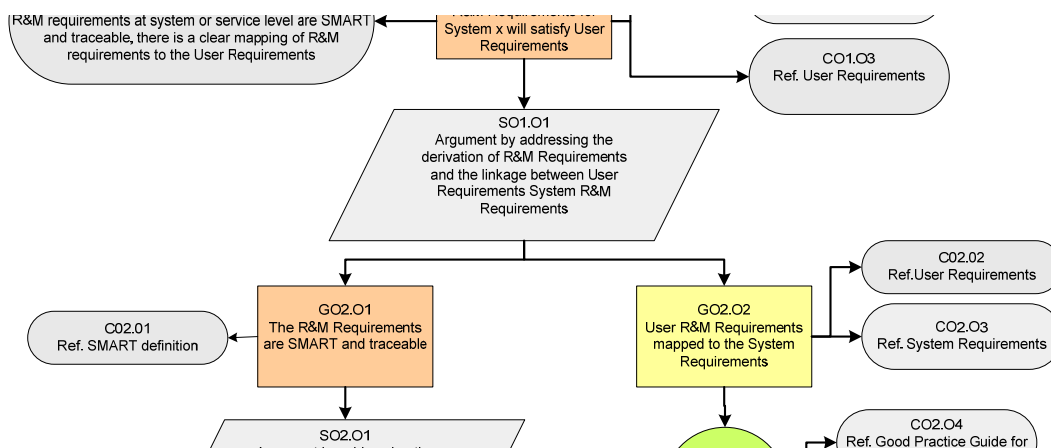 R&M requirements at system or service level are SMART
and traceable, there is a clear mapping of R&M
requirements to the User Requirements
System x will satisfy User
Requirements
CO1.O3
Ref. User Requirements
SO1.O1
Argument by addressing the
derivation of R&M Requirements
and the linkage between User
Requirements System R&M
Requirements
C02.02
Ref.User Requirements
GO2.O1
The R&M Requirements
are SMART and traceable
GO2.O2
User R&M Requirements
mapped to the System
Requirements
C02.01
Ref. SMART definition
CO2.O3
Ref. System Requirements
SO2.O1
CO2.O4
Ref. Good Practice Guide for